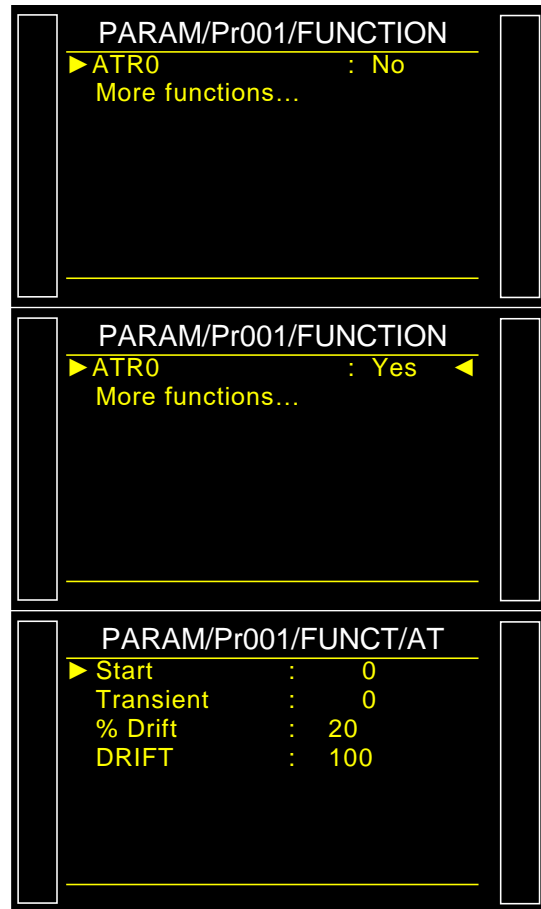 PARAM/Pr001/FUNCTION
►ATR0 : No
More functions…
PARAM/Pr001/FUNCTION
►ATR0 : Yes ◄
More functions…
PARAM/Pr001/FUNCT/AT
► Start : 0
Transient : 0
% Drift : 20
DRIFT : 100